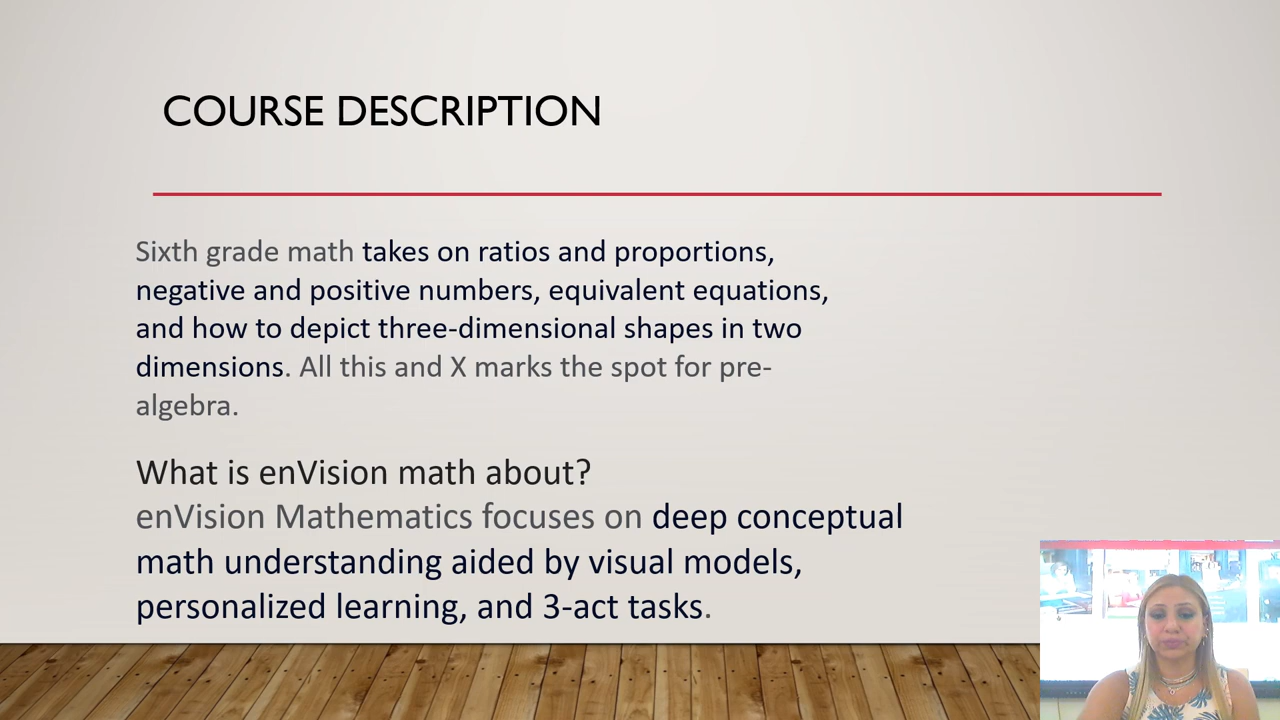 COURSE DESCRIPTION
Sixth grade math takes on ratios and proportions,
negative and positive numbers, equivalent equations,
and how to depict three-dimensional shapes in two
dimensions. All this and X marks the spot for pre-
algebra.
What is enVision math about?
enVision Mathematics focuses on deep conceptual
math understanding aided by visual models,
personalized learning, and 3-act tasks.